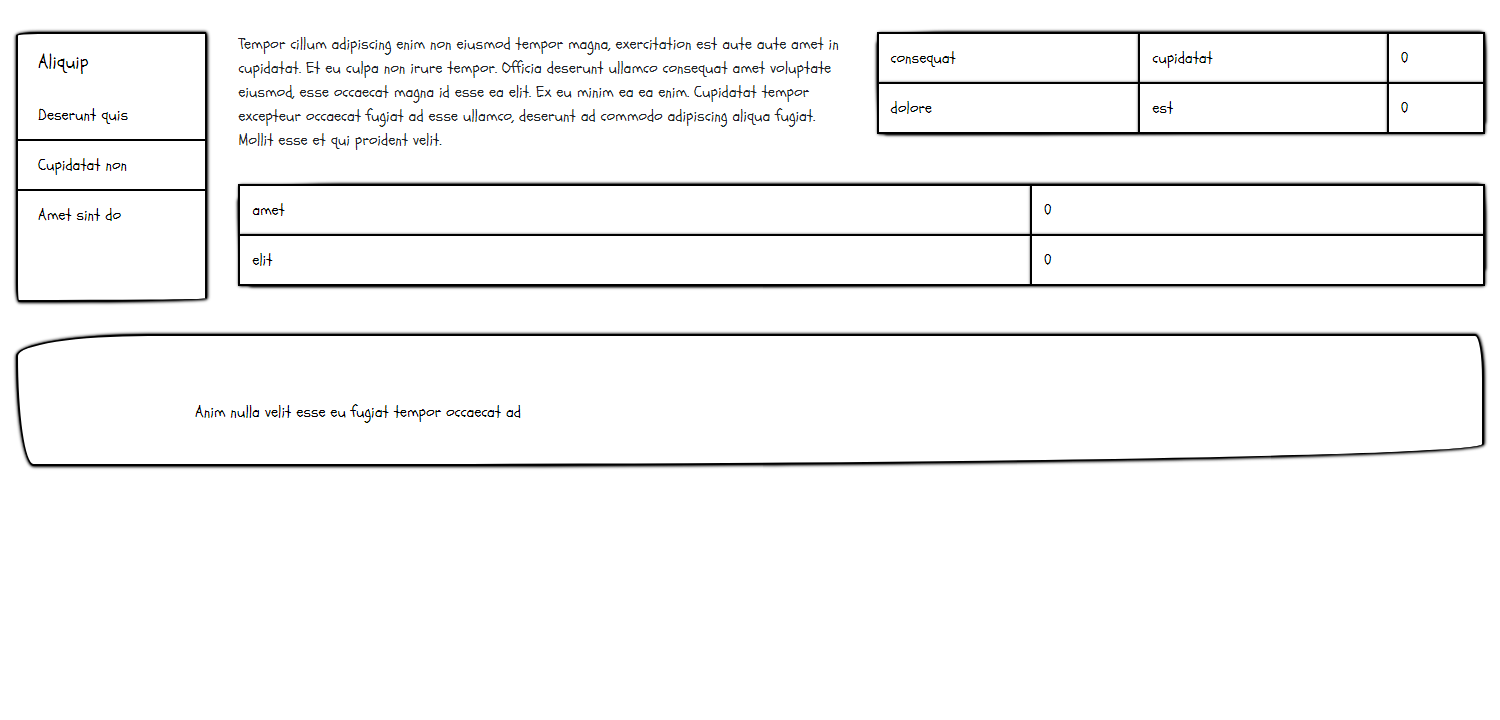 Aliquip
Deserunt quis
Cupidatat non
Amet sint do
Tempor cillum adipiscing enim non eiusmod tempor magna, exercitation est aute aute amet in
cupidatat. Et eu culpa non irure tempor. Officia deserunt ullamco consequat amet voluptate
eiusmod, esse occaecat magna id esse ea elit. Ex eu minim ea ea enim. Cupidatat tempor
excepteur occaecat fugiat ad esse ullamco, deserunt ad commodo adipiscing aliqua fugiat.
Mollit esse et qui proident velit.
consequat cupidatat 0
dolore est 0
amet 0
elit 0
Anim nulla velit esse eu fugiat tempor occaecat ad